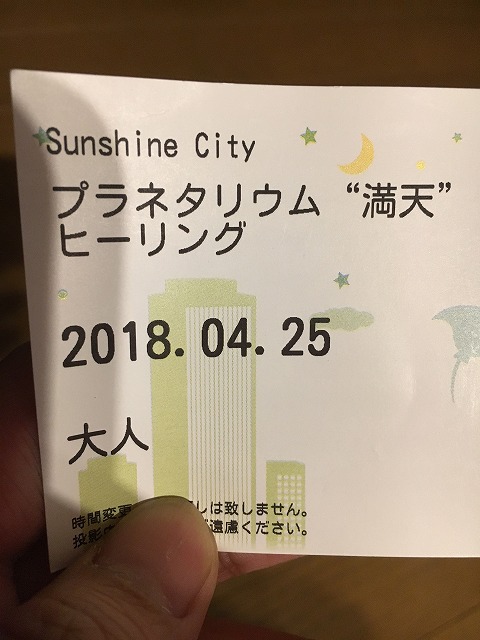 Sunshine City
プラネタリウム “満天”
ヒーリング
2018.04.25
大人
時間変更 しは致しません。
投影 遠慮ください。